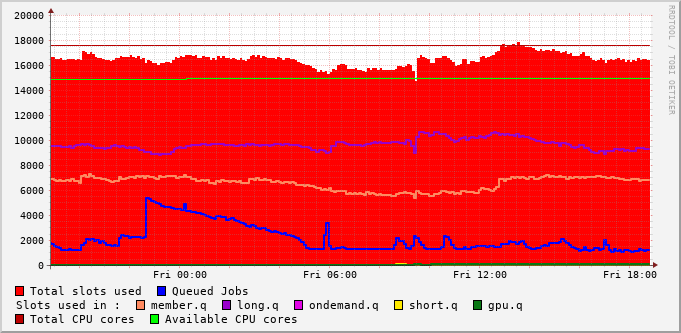 20000
18000
16000
14000
12000
10000
8000
6000
4000
2000
0
Fri 00:00 Fri 06:00 Fri 12:00 Fri 18:00
Total slots used Queued Jobs
Slots used in : member.q long.q ondemand.q short.q gpu.q
Total CPU cores Available CPU cores
RRDTOOL / TOBI OETIKER